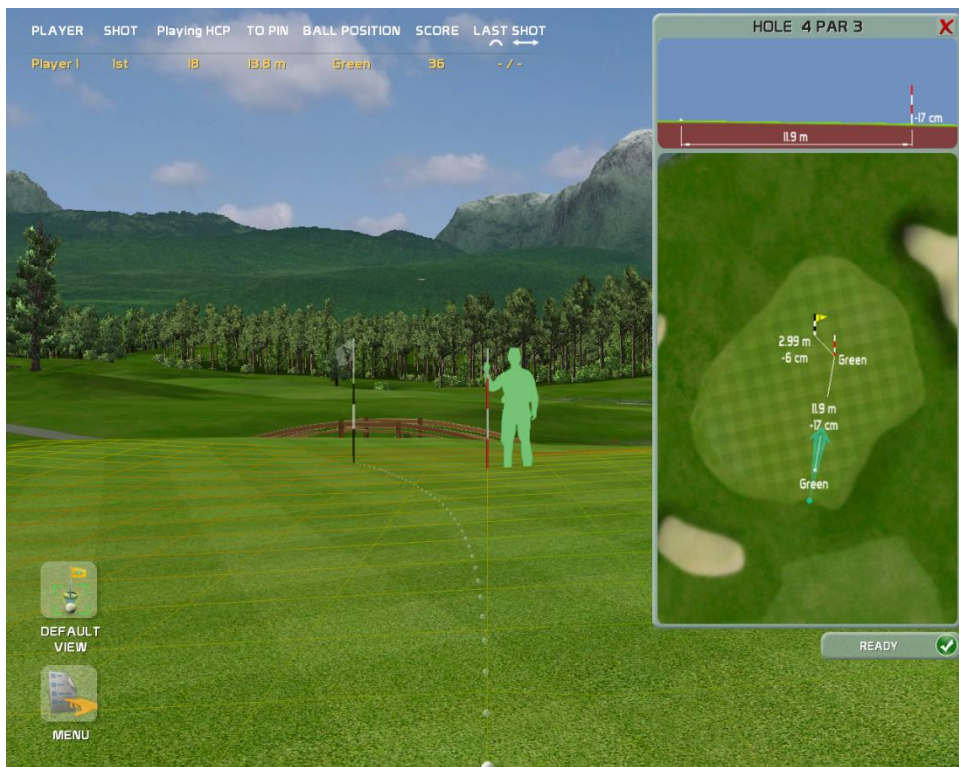 PLAYER SHOT Playing HCP TO PIN BALL POSITION SCORE LAST SHOT
Player 1 1st 18 13.8 m Green 36 - / -
HOLE 4 PAR 3
-17 cm
11.9 m
2.99 m
-6 cm
Green
11.9 m
-17 cm
Green
DEFAULT
VIEW
READY
MENU